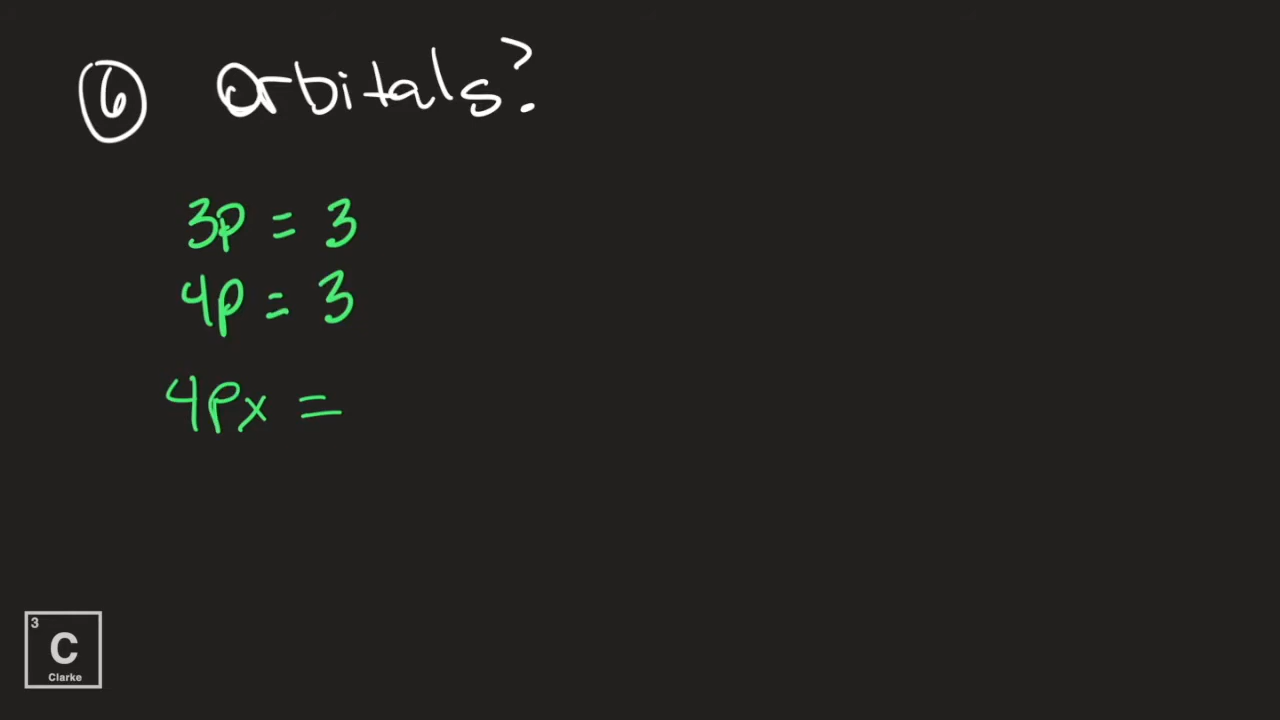 ⑥ Orbitals?
3p = 3
4p = 3
4px =
3
C
Clarke